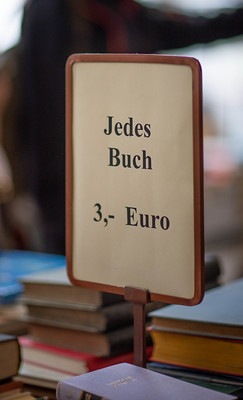 Jedes
Buch
3,- Euro